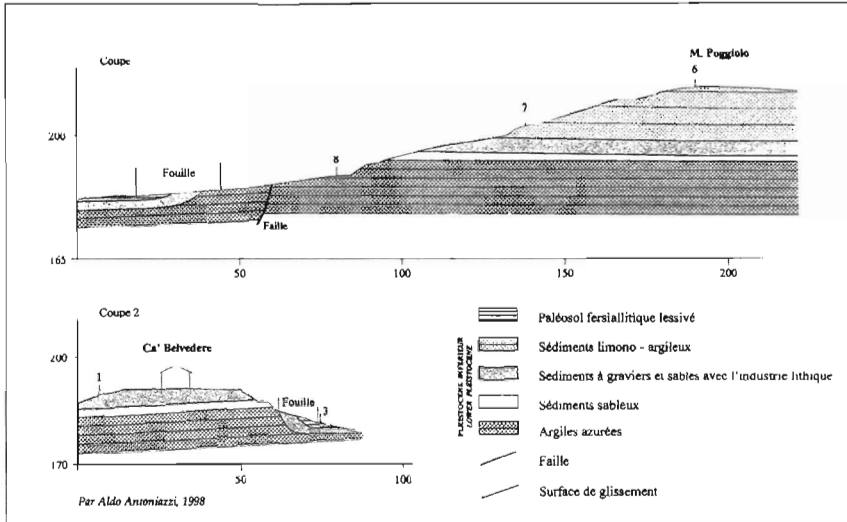 Coupe
M. Poggiolo
6
7
200
8
Fouille
Faille
165
50
100
150
200
Coupe 2
Ca' Belvedere
200
1
Fouille
3
170
50
100
Par Aldo Antoniazzi, 1998
PLEISTOCENE INFERIEUR
LOWER PLEISTOCENE
Paléosol fersiallitique lessivé
Sédiments limono - argileux
Sediments à graviers et sables avec l'industrie lithique
Sédiments sableux
Argiles azurées
Faille
Surface de glissement